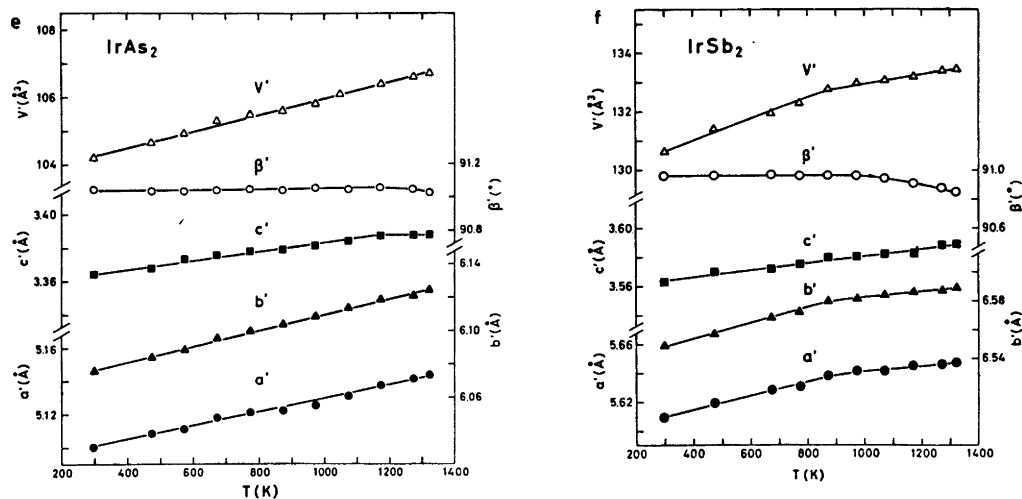 e
IrAs2
108
106
104
V'(Å3)
V'
β'
91.2
90.8
β'(°)
3.40
3.36
c'(Å)
c'
6.14
6.10
6.06
b'(Å)
b'
5.16
5.12
a'(Å)
a'
200 400 600 800 1000 1200 1400
T(K)
f
IrSb2
134
132
130
V'(Å3)
V'
β'
91.0
90.6
β'(°)
3.60
3.56
c'(Å)
c'
6.58
6.54
b'(Å)
b'
5.66
5.62
a'(Å)
a'
200 400 600 800 1000 1200 1400
T(K)